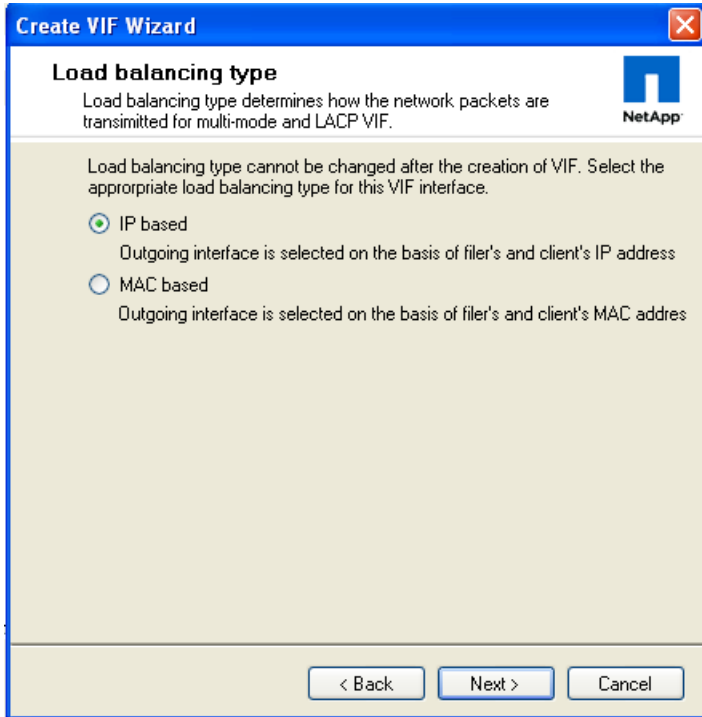 Create VIF Wizard
Load balancing type
Load balancing type determines how the network packets are
transimitted for multi-mode and LACP VIF.
NetApp
Load balancing type cannot be changed after the creation of VIF. Select the
approrpriate load balancing type for this VIF interface.
IP based
Outgoing interface is selected on the basis of filer's and client's IP address
MAC based
Outgoing interface is selected on the basis of filer's and client's MAC addres
< Back
Next >
Cancel